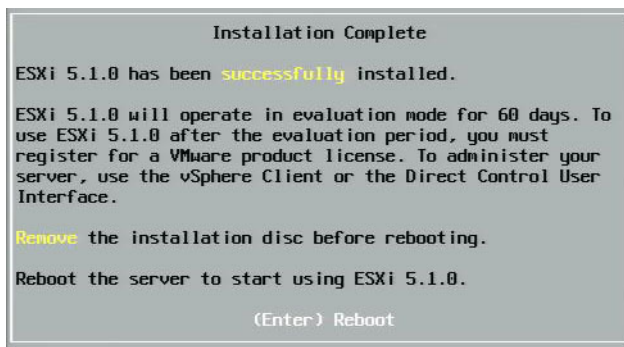 Installation Complete
ESXi 5.1.0 has been successfully installed.
ESXi 5.1.0 will operate in evaluation mode for 60 days. To
use ESXi 5.1.0 after the evaluation period, you must
register for a VMware product license. To administer your
server, use the vSphere Client or the Direct Control User
Interface.
Remove the installation disc before rebooting.
Reboot the server to start using ESXi 5.1.0.
(Enter) Reboot